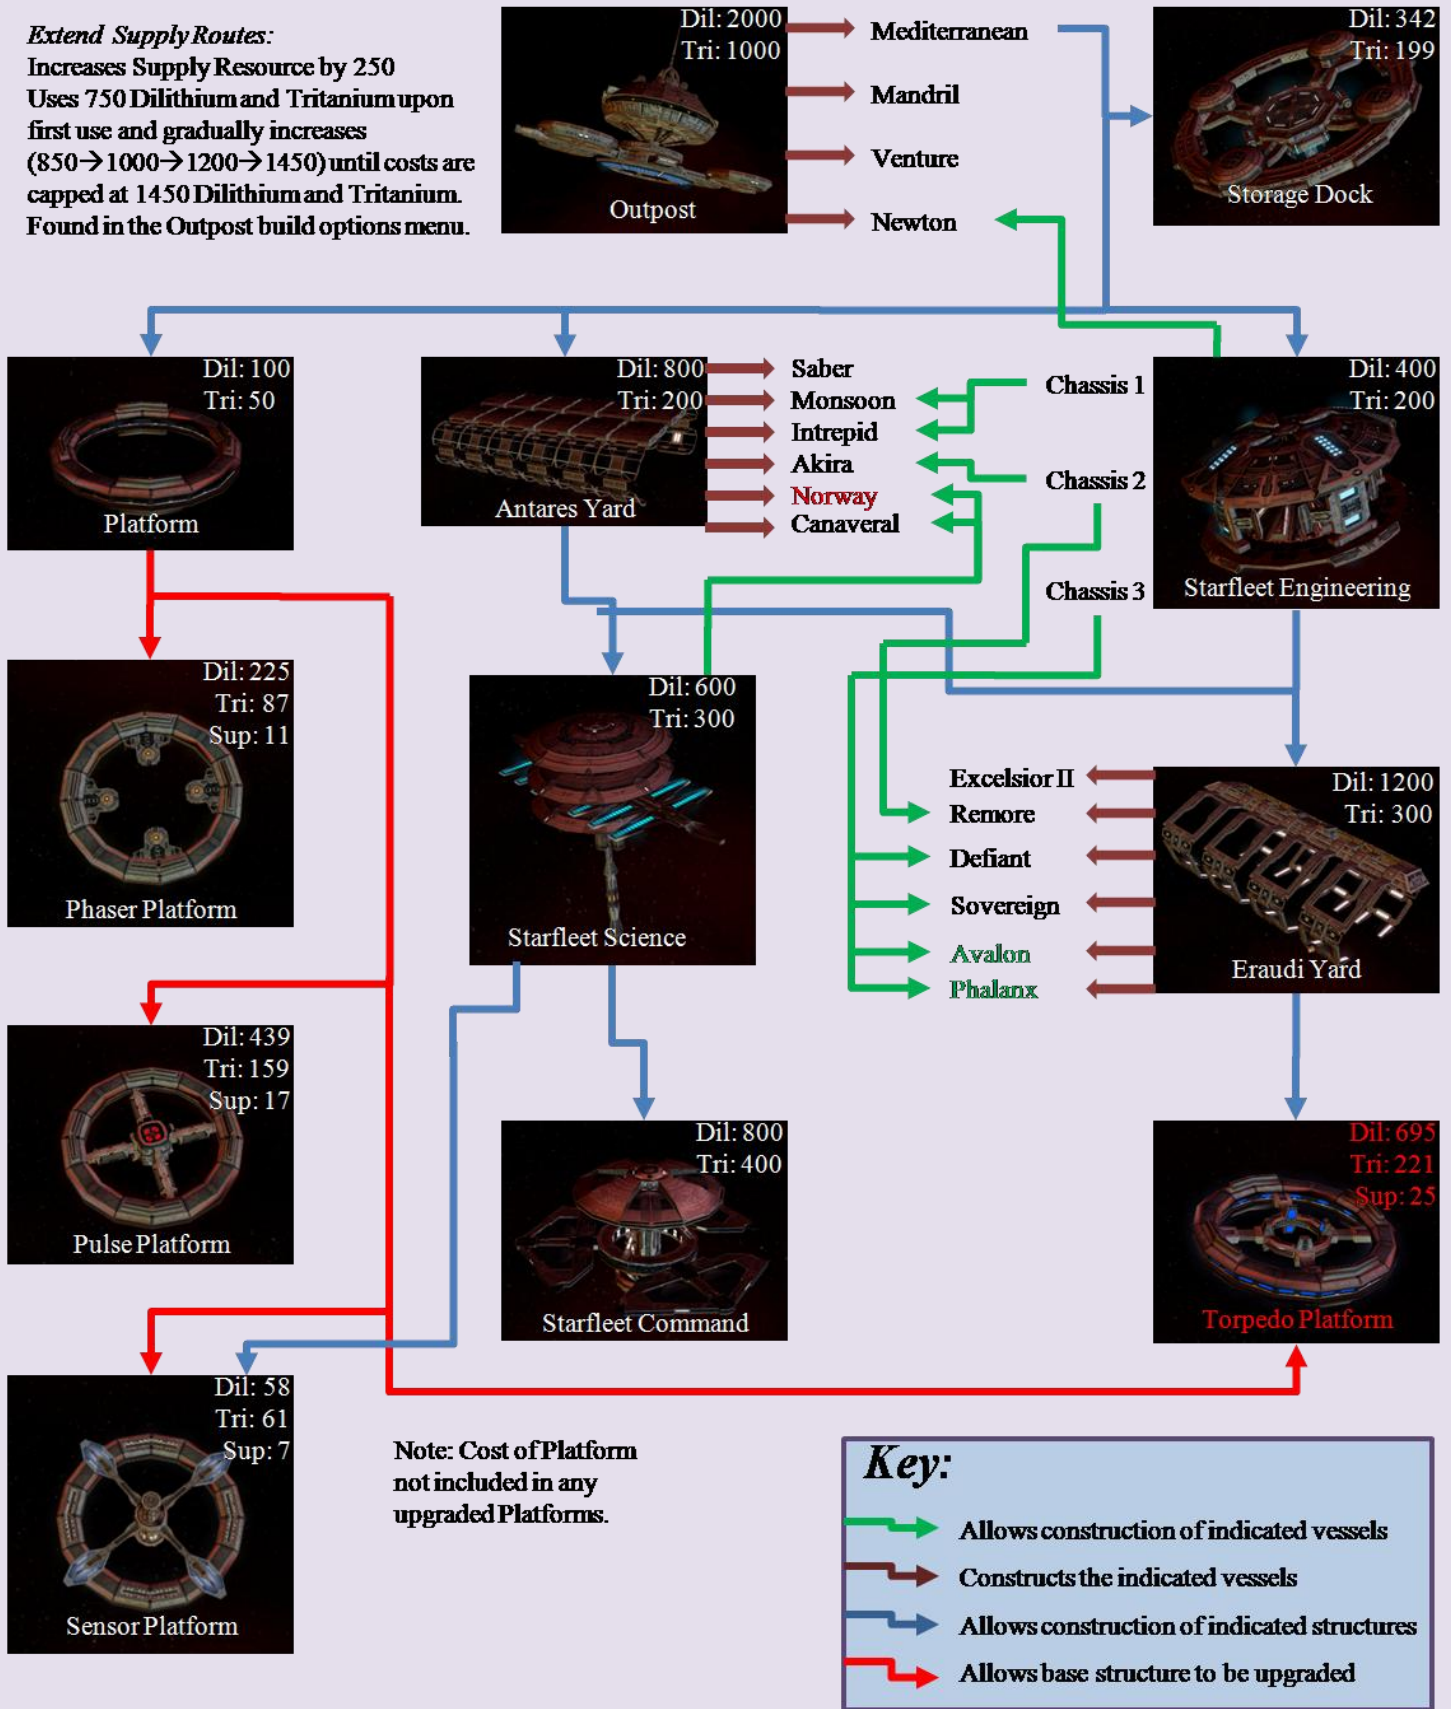 Extend Supply Routes:
Increases Supply Resource by 250
Uses 750 Dilithium and Tritanium upon
first use and gradually increases
(850→1000→1200→1450) until costs are
capped at 1450 Dilithium and Tritanium.
Found in the Outpost build options menu.
Dil: 2000
Tri: 1000
Outpost
Mediterranean
Mandril
Venture
Newton
Dil: 342
Tri: 199
Storage Dock
Dil: 100
Tri: 50
Platform
Dil: 800
Tri: 200
Antares Yard
Saber
Monsoon
Intrepid
Akira
Norway
Canaveral
Chassis 1
Chassis 2
Chassis 3
Dil: 400
Tri: 200
Starfleet Engineering
Dil: 225
Tri: 87
Sup: 11
Phaser Platform
Dil: 600
Tri: 300
Starfleet Science
Excelsior II
Remore
Defiant
Sovereign
Avalon
Phalanx
Dil: 1200
Tri: 300
Eraudi Yard
Dil: 439
Tri: 159
Sup: 17
Pulse Platform
Dil: 800
Tri: 400
Starfleet Command
Dil: 695
Tri: 221
Sup: 25
Torpedo Platform
Dil: 58
Tri: 61
Sup: 7
Sensor Platform
Note: Cost of Platform
not included in any
upgraded Platforms.
Key:
Allows construction of indicated vessels
Constructs the indicated vessels
Allows construction of indicated structures
Allows base structure to be upgraded